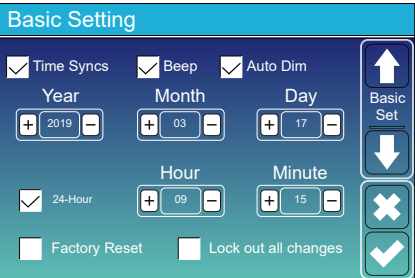 Basic Setting
Time Syncs Beep Auto Dim
Year Month Day
+ 2019 − + 03 − + 17 −
Basic
Set
Hour Minute
24-Hour + 09 − + 15 −
Factory Reset Lock out all changes